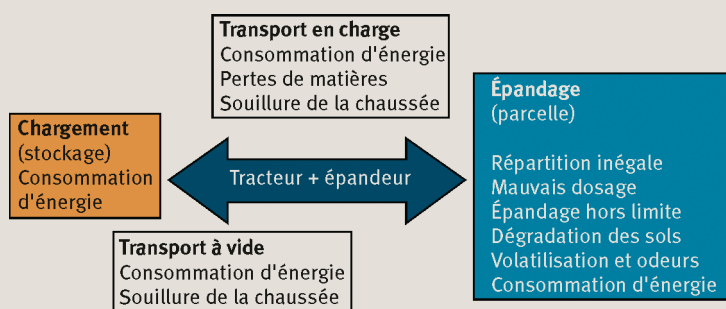 Transport en charge
Consommation d'énergie
Pertes de matières
Souillure de la chaussée
Chargement
(stockage)
Consommation
d'énergie
Tracteur + épandeur
Épandage
(parcelle)
Répartition inégale
Mauvais dosage
Épandage hors limite
Dégradation des sols
Volatilisation et odeurs
Consommation d'énergie
Transport à vide
Consommation d'énergie
Souillure de la chaussée